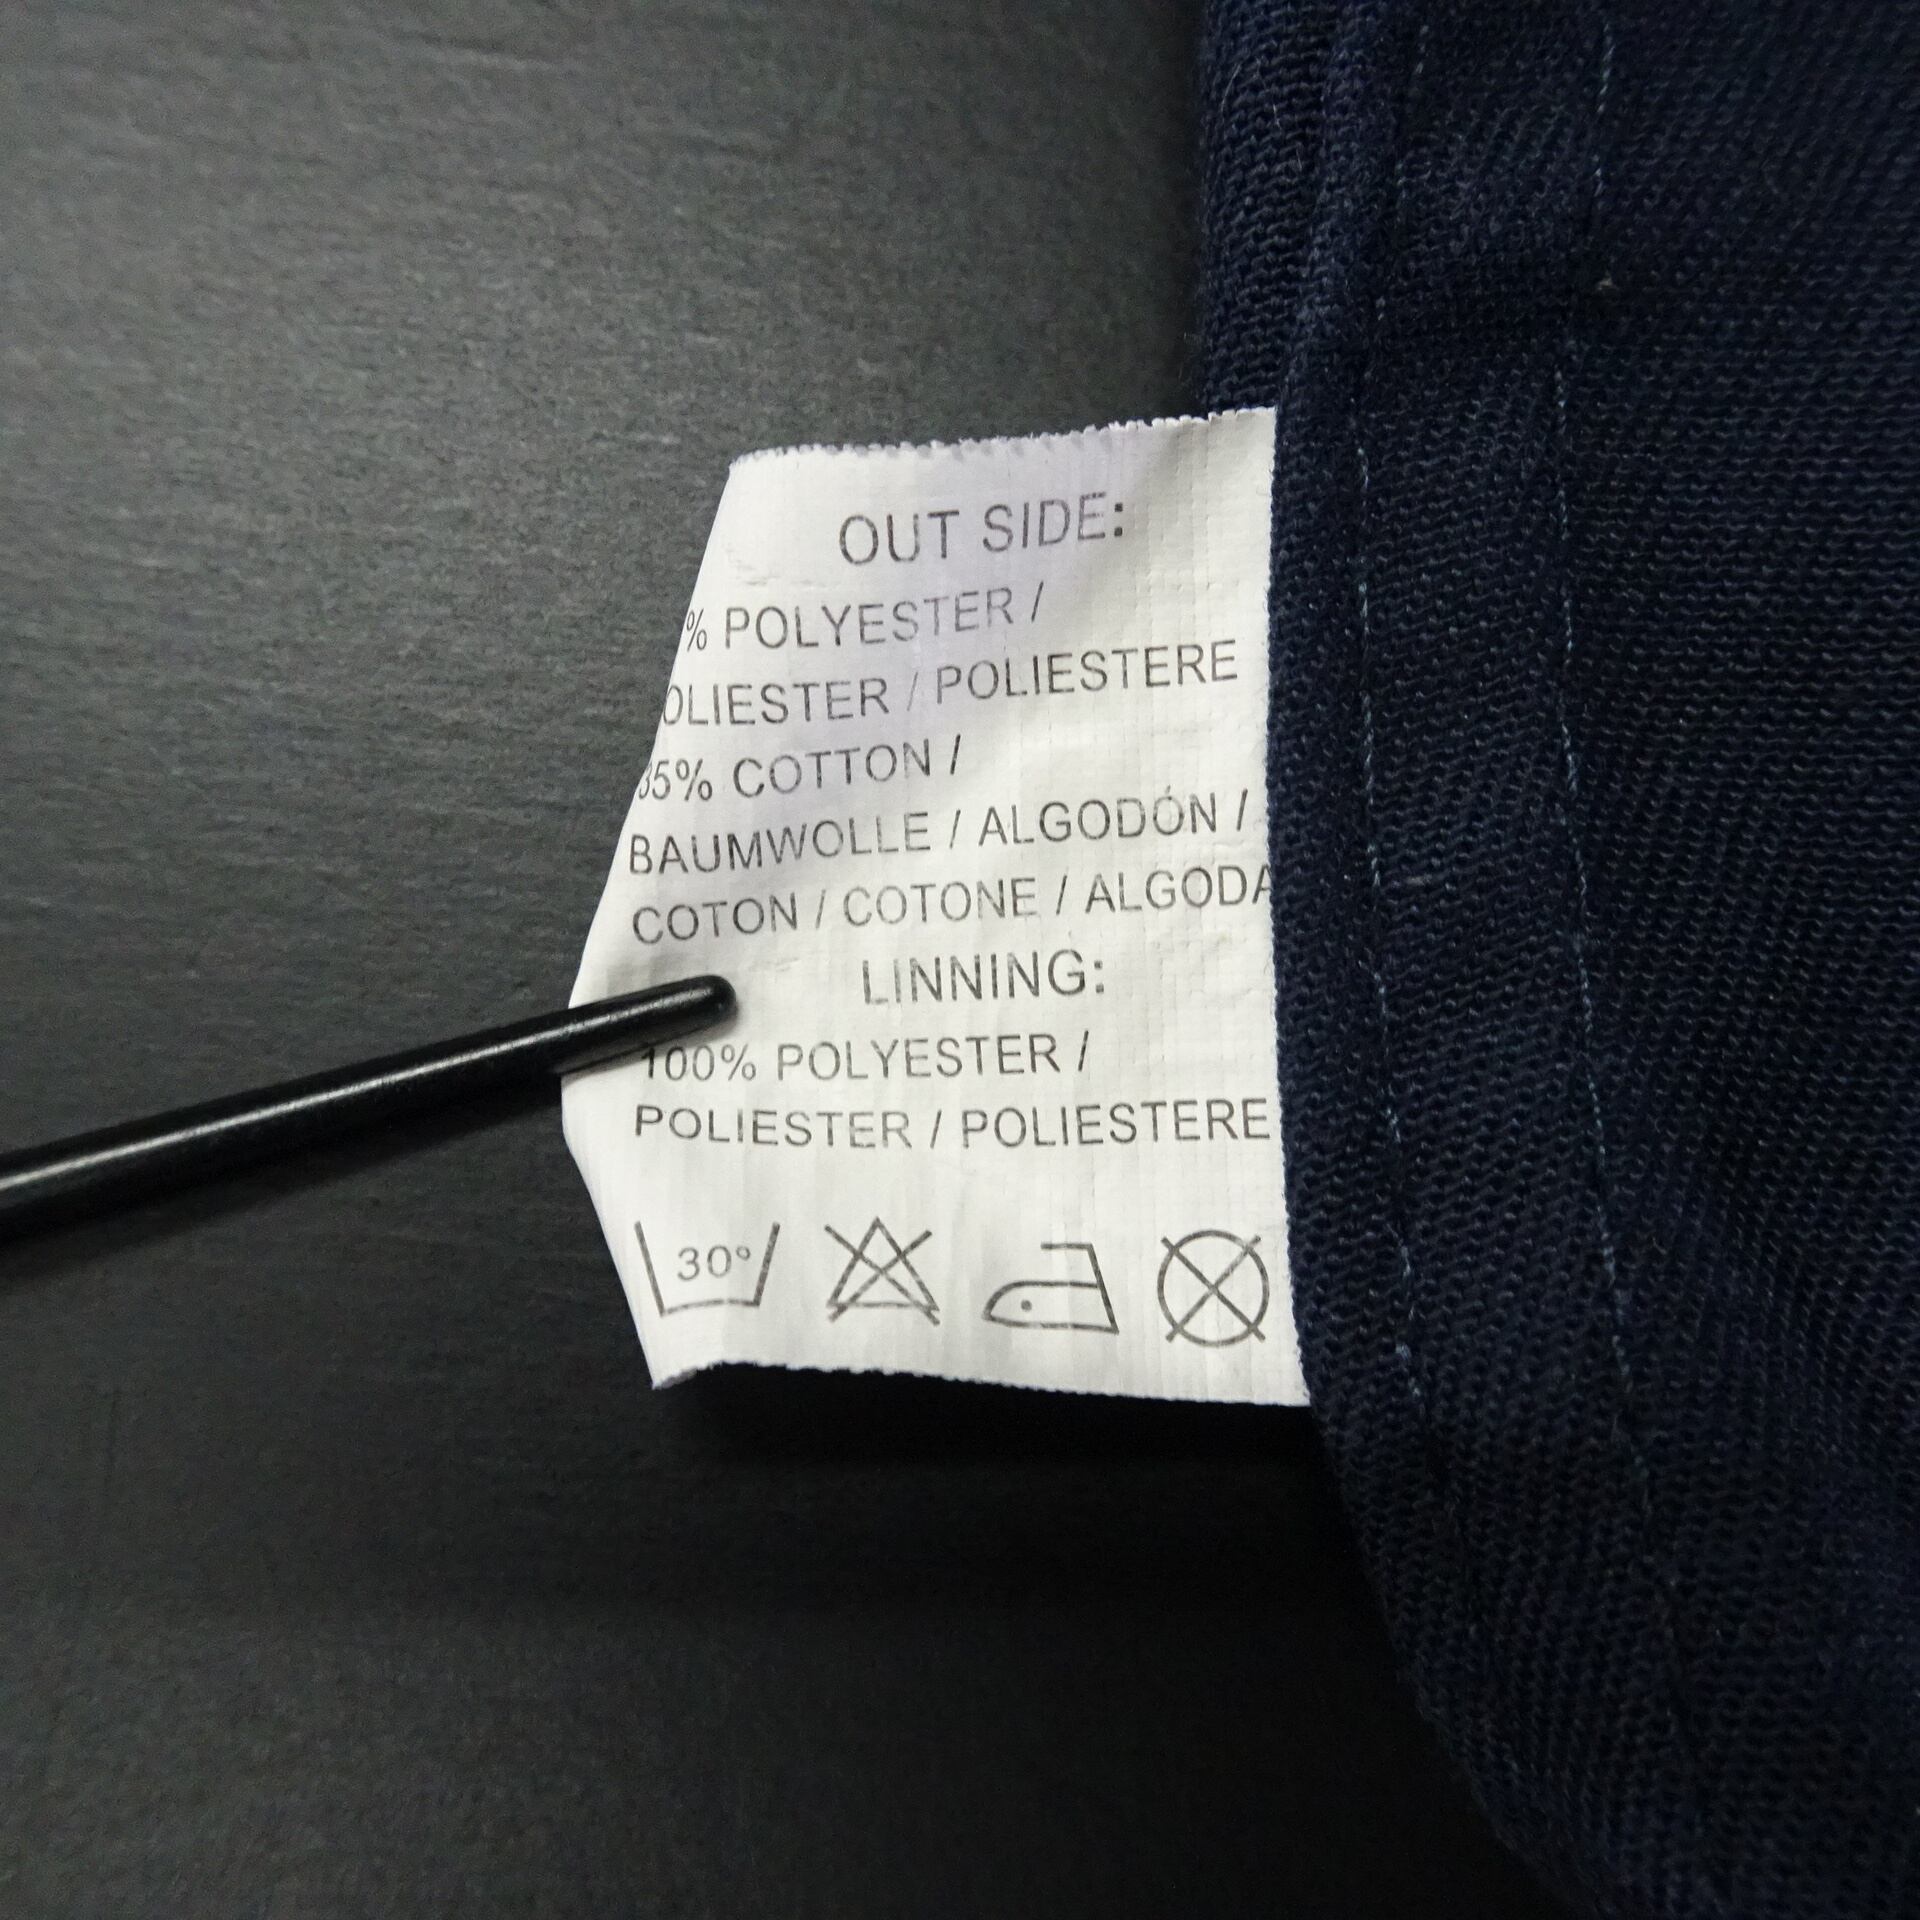 OUT SIDE:
% POLYESTER /
OLIESTER / POLIESTERE
35% COTTON /
BAUMWOLLE / ALGODÓN /
COTON / COTONE / ALGODA
LINNING:
100% POLYESTER /
POLIESTER / POLIESTERE
30°